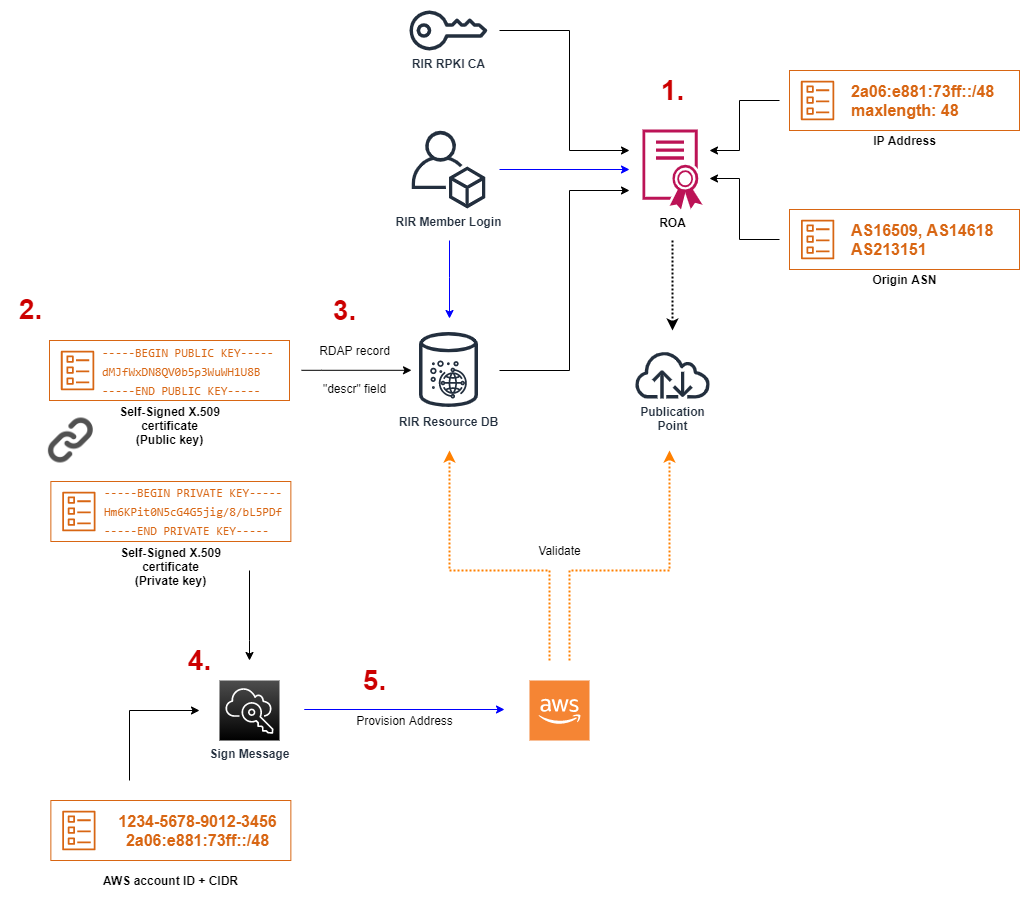 RIR RPKI CA
1.
2a06:e881:73ff::/48
maxlength: 48
IP Address
RIR Member Login
ROA
AS16509, AS14618
AS213151
Origin ASN
2.
3.
-----BEGIN PUBLIC KEY-----
dMJfWxDN8QV0b5p3WuWH1U8B
-----END PUBLIC KEY-----
RDAP record
"descr" field
Self-Signed X.509
certificate
(Public key)
RIR Resource DB
Publication
Point
-----BEGIN PRIVATE KEY-----
Hm6KPit0N5cG4G5jig/8/bL5PDf
-----END PRIVATE KEY-----
Self-Signed X.509
certificate
(Private key)
Validate
4.
5.
Provision Address
aws
Sign Message
1234-5678-9012-3456
2a06:e881:73ff::/48
AWS account ID + CIDR